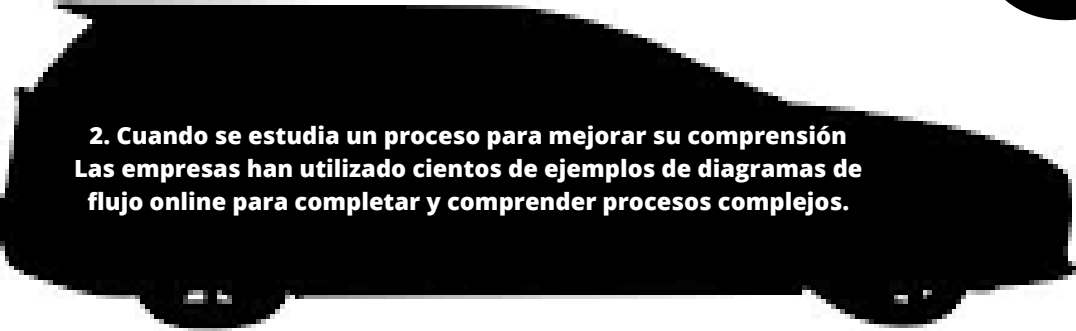 2. Cuando se estudia un proceso para mejorar su comprensión
Las empresas han utilizado cientos de ejemplos de diagramas de
flujo online para completar y comprender procesos complejos.